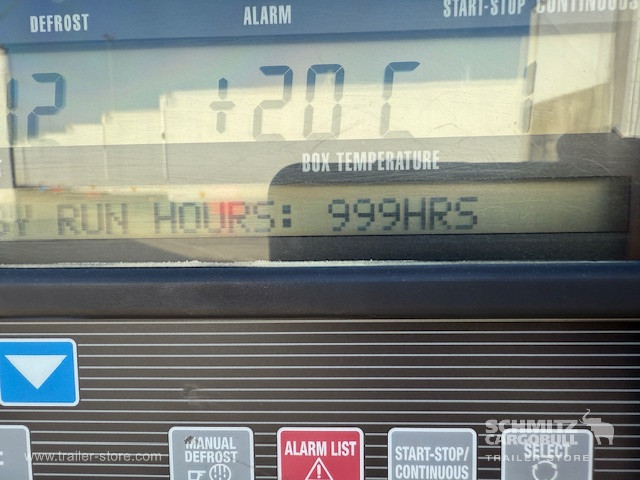 DEFROST ALARM START-STOP CONTINUOUS
12 +20 C
BOX TEMPERATURE
BY RUN HOURS: 999HRS
MANUAL DEFROST
ALARM LIST
START-STOP/ CONTINUOUS
SELECT
SCHMITZ CARGOBULL
TRAILER-STORE
www.trailer-store.com